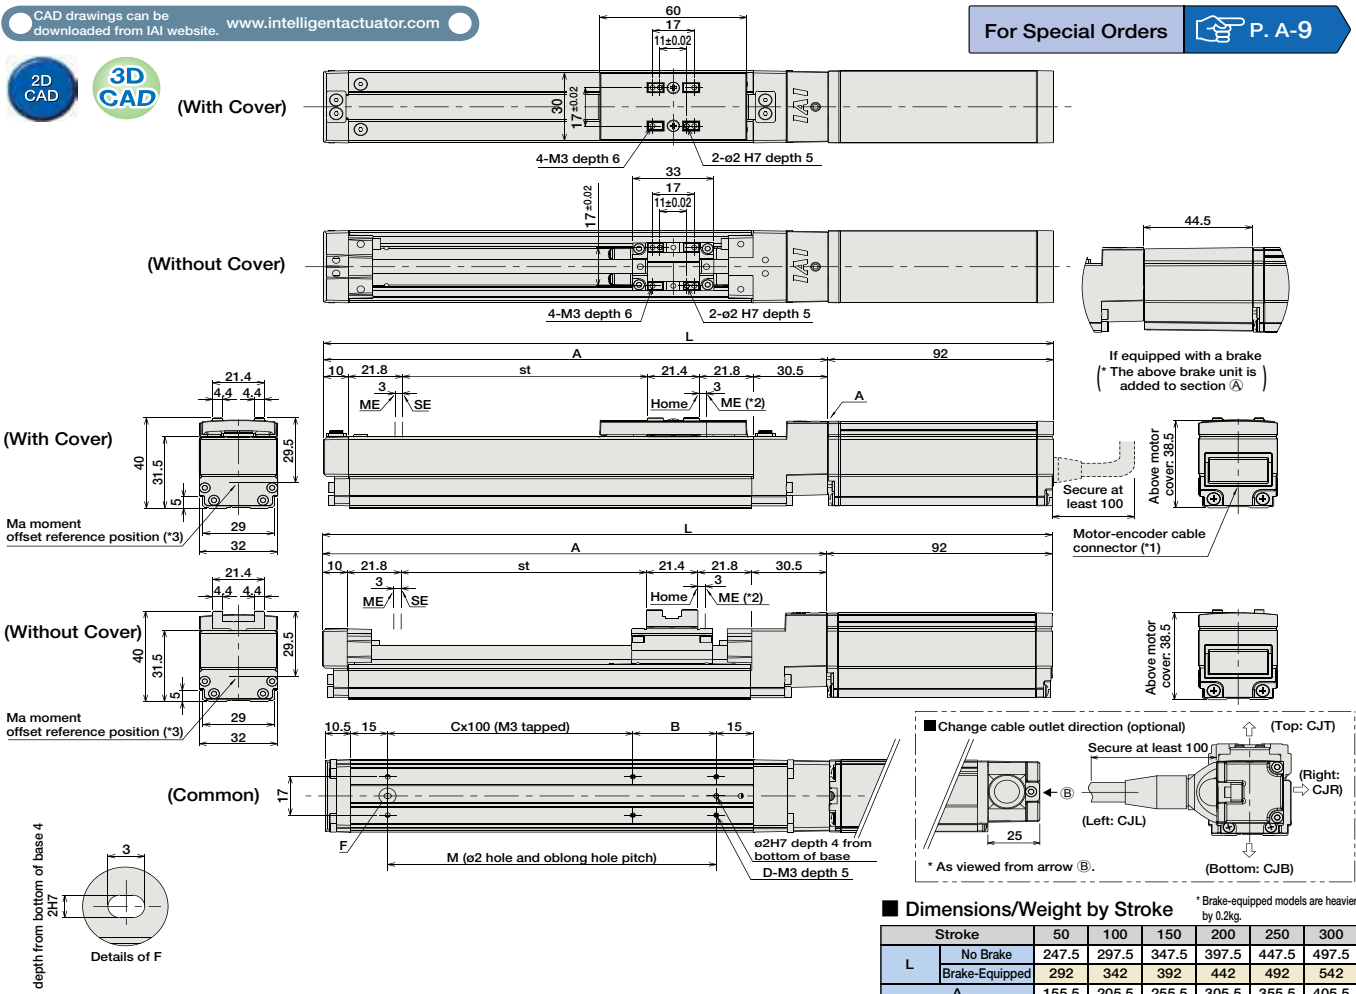 CAD drawings can be
downloaded from IAI website.
www.intelligentactuator.com
For Special Orders
P. A-9
2D
CAD
3D
CAD
(With Cover)
60
17
11±0.02
30
17±0.02
IAI
4-M3 depth 6
2-ø2 H7 depth 5
(Without Cover)
33
17
11±0.02
17±0.02
IAI
4-M3 depth 6
2-ø2 H7 depth 5
44.5
If equipped with a brake
(* The above brake unit is
added to section Ⓐ)
(With Cover)
21.4
4.4
4.4
40
31.5
5
29.5
29
32
Ma moment
offset reference position (*3)
L
A
92
10
21.8
st
21.4
21.8
30.5
3
ME
SE
Home
3
ME (*2)
A
Secure at
least 100
Above motor
cover: 38.5
Motor-encoder cable
connector (*1)
(Without Cover)
21.4
4.4
4.4
40
31.5
5
29.5
29
32
Ma moment
offset reference position (*3)
L
A
92
10
21.8
st
21.4
21.8
30.5
3
ME
SE
Home
3
ME (*2)
Above motor
cover: 38.5
(Common)
10.5
15
Cx100 (M3 tapped)
B
15
17
F
M (ø2 hole and oblong hole pitch)
ø2H7 depth 4 from
bottom of base
D-M3 depth 5
■ Change cable outlet direction (optional)
(Top: CJT)
Secure at least 100
(Right:
CJR)
Ⓑ
(Left: CJL)
25
* As viewed from arrow Ⓑ.
(Bottom: CJB)
depth from bottom of base 4
2H7
3
Details of F
■ Dimensions/Weight by Stroke
* Brake-equipped models are heavier
by 0.2kg.
Stroke 50 100 150 200 250 300
L No Brake 247.5 297.5 347.5 397.5 447.5 497.5
Brake-Equipped 292 342 392 442 492 542
A 155.5 205.5 255.5 305.5 355.5 405.5